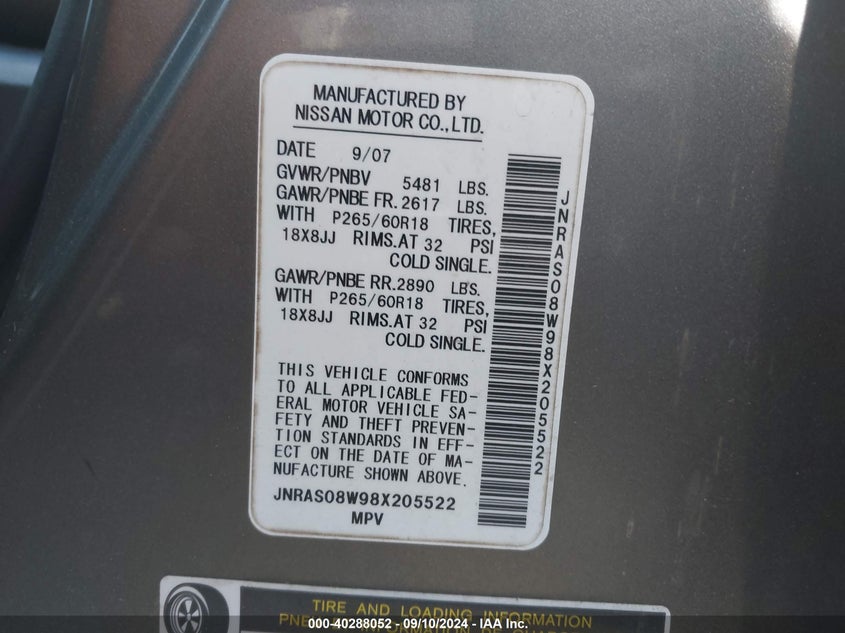 MANUFACTURED BY
NISSAN MOTOR CO.,LTD.
DATE 9/07
GVWR/PNBV 5481 LBS.
GAWR/PNBE FR. 2617 LBS.
WITH P265/60R18 TIRES,
18X8JJ RIMS.AT 32 PSI
COLD SINGLE.
GAWR/PNBE RR. 2890 LBS.
WITH P265/60R18 TIRES,
18X8JJ RIMS.AT 32 PSI
COLD SINGLE.
THIS VEHICLE CONFORMS
TO ALL APPLICABLE FED-
ERAL MOTOR VEHICLE SA-
FETY AND THEFT PREVEN-
TION STANDARDS IN EFF-
ECT ON THE DATE OF MA-
NUFACTURE SHOWN ABOVE.
JNRAS08W98X205522
MPV
JNRAS08W98X205522
TIRE AND LOADING INFORMATION
000-40288052 - 09/10/2024 - IAA Inc.